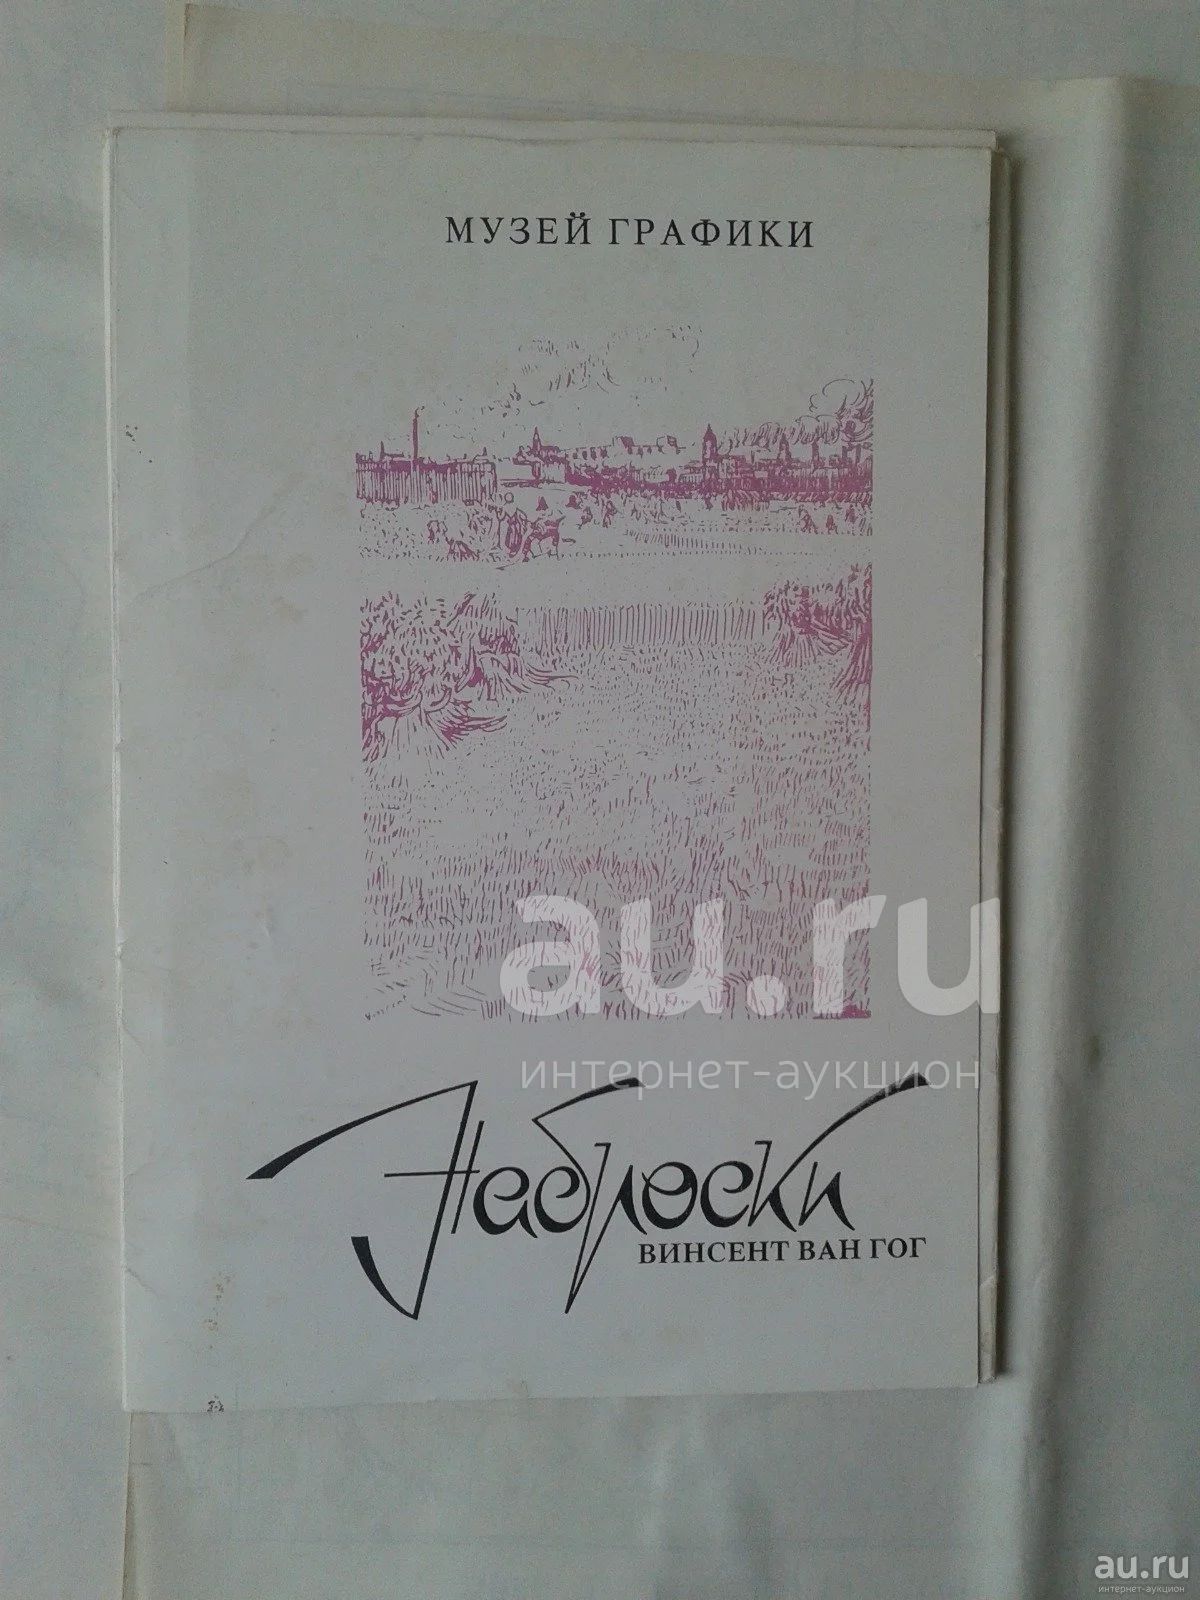 МУЗЕЙ ГРАФИКИ
au.ru
интернет-аукцион
Наброски
ВИНСЕНТ ВАН ГОГ
au.ru
интернет-аукцион